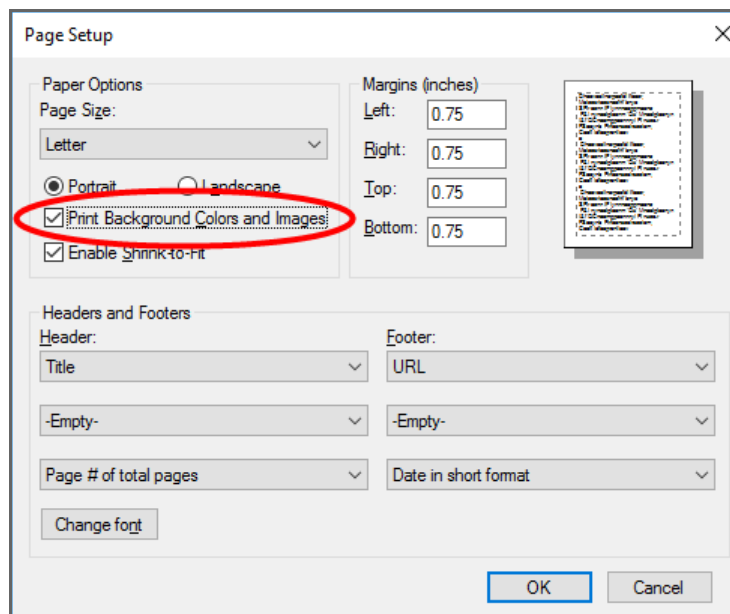 Page Setup
Paper Options
Page Size:
Letter
Portrait
Landscape
Print Background Colors and Images
Enable Shrink-to-Fit
Margins (inches)
Left: 0.75
Right: 0.75
Top: 0.75
Bottom: 0.75
Headers and Footers
Header:
Footer:
Title
URL
-Empty-
-Empty-
Page # of total pages
Date in short format
Change font
OK
Cancel